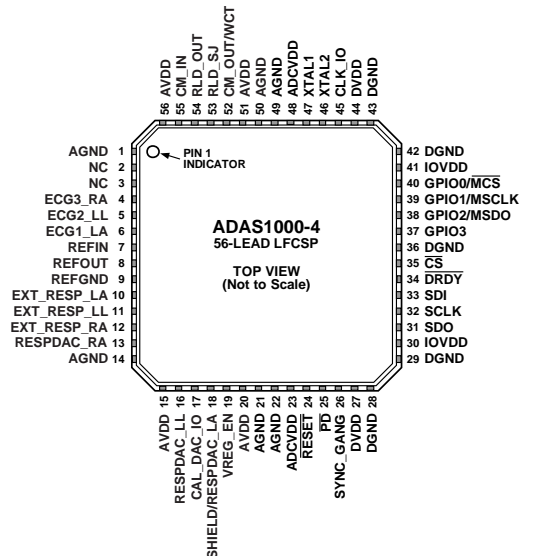 56 AVDD
55 CM_IN
54 RLD_OUT
53 RLD_SJ
52 CM_OUT/WCT
51 AVDD
50 AGND
49 AGND
48 ADCVDD
47 XTAL1
46 XTAL2
45 CLK_IO
44 DVDD
43 DGND
AGND 1
NC 2
NC 3
ECG3_RA 4
ECG2_LL 5
ECG1_LA 6
REFIN 7
REFOUT 8
REFGND 9
EXT_RESP_LA 10
EXT_RESP_LL 11
EXT_RESP_RA 12
RESPDAC_RA 13
AGND 14
PIN 1
INDICATOR
ADAS1000-4
56-LEAD LFCSP
TOP VIEW
(Not to Scale)
42 DGND
41 IOVDD
40 GPIO0/MCS
39 GPIO1/MSCLK
38 GPIO2/MSDO
37 GPIO3
36 DGND
35 CS
34 DRDY
33 SDI
32 SCLK
31 SDO
30 IOVDD
29 DGND
AVDD 15
RESPDAC_LL 16
CAL_DAC_IO 17
SHIELD/RESPDAC_LA 18
VREG_EN 19
AVDD 20
AGND 21
AGND 22
ADCVDD 23
RESET 24
PD 25
SYNC_GANG 26
DVDD 27
DGND 28